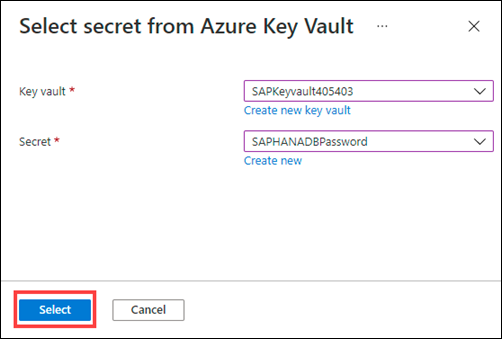 Select secret from Azure Key Vault ...
Key vault * SAPKeyvault405403
Create new key vault
Secret * SAPHANADBPassword
Create new
Select Cancel